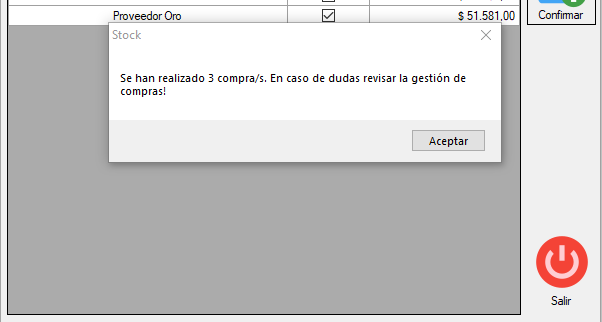 Proveedor Oro $ 51.581,00
Confimar
Stock
Se han realizado 3 compra/s. En caso de dudas revisar la gestión de
compras!
Aceptar
Salir